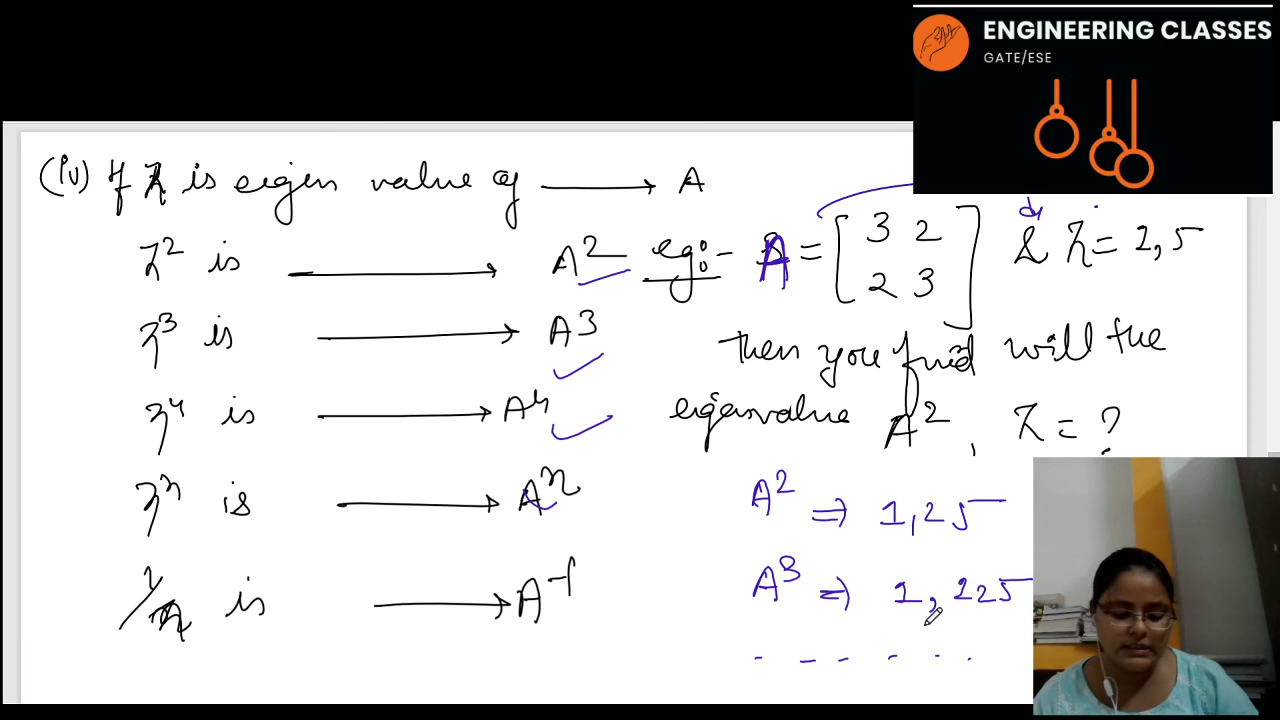 ENGINEERING CLASSES
GATE/ESE
(iv) If λ is eigen value of ⟶ A
λ² is ⟶ A²
λ³ is ⟶ A³
λ⁴ is ⟶ A⁴
λⁿ is ⟶ Aⁿ
1/λ is ⟶ A⁻¹
eg:- A = [3 2
2 3] & λ = 1, 5
then you find will the
eigenvalue A², λ = ?
A² ⇒ 1, 25
A³ ⇒ 1, 125